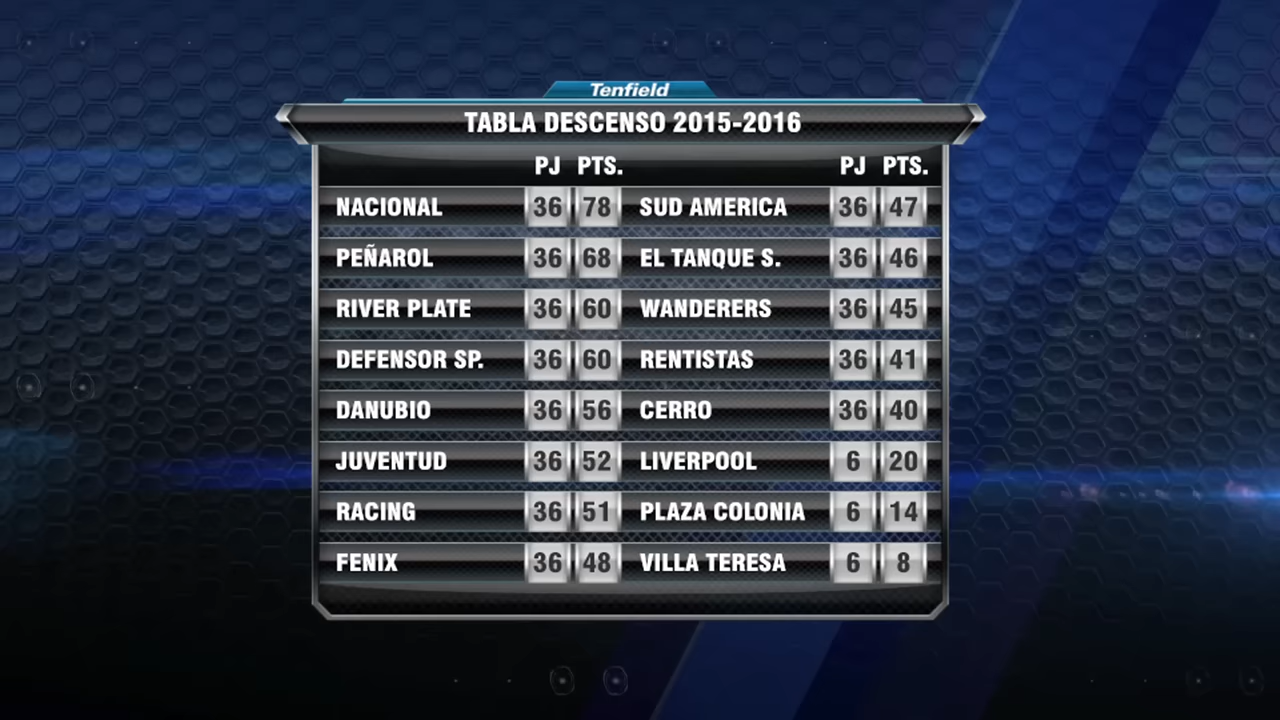 Tenfield
TABLA DESCENSO 2015-2016
PJ PTS. PJ PTS.
NACIONAL 36 78 SUD AMERICA 36 47
PEÑAROL 36 68 EL TANQUE S. 36 46
RIVER PLATE 36 60 WANDERERS 36 45
DEFENSOR SP. 36 60 RENTISTAS 36 41
DANUBIO 36 56 CERRO 36 40
JUVENTUD 36 52 LIVERPOOL 6 20
RACING 36 51 PLAZA COLONIA 6 14
FENIX 36 48 VILLA TERESA 6 8